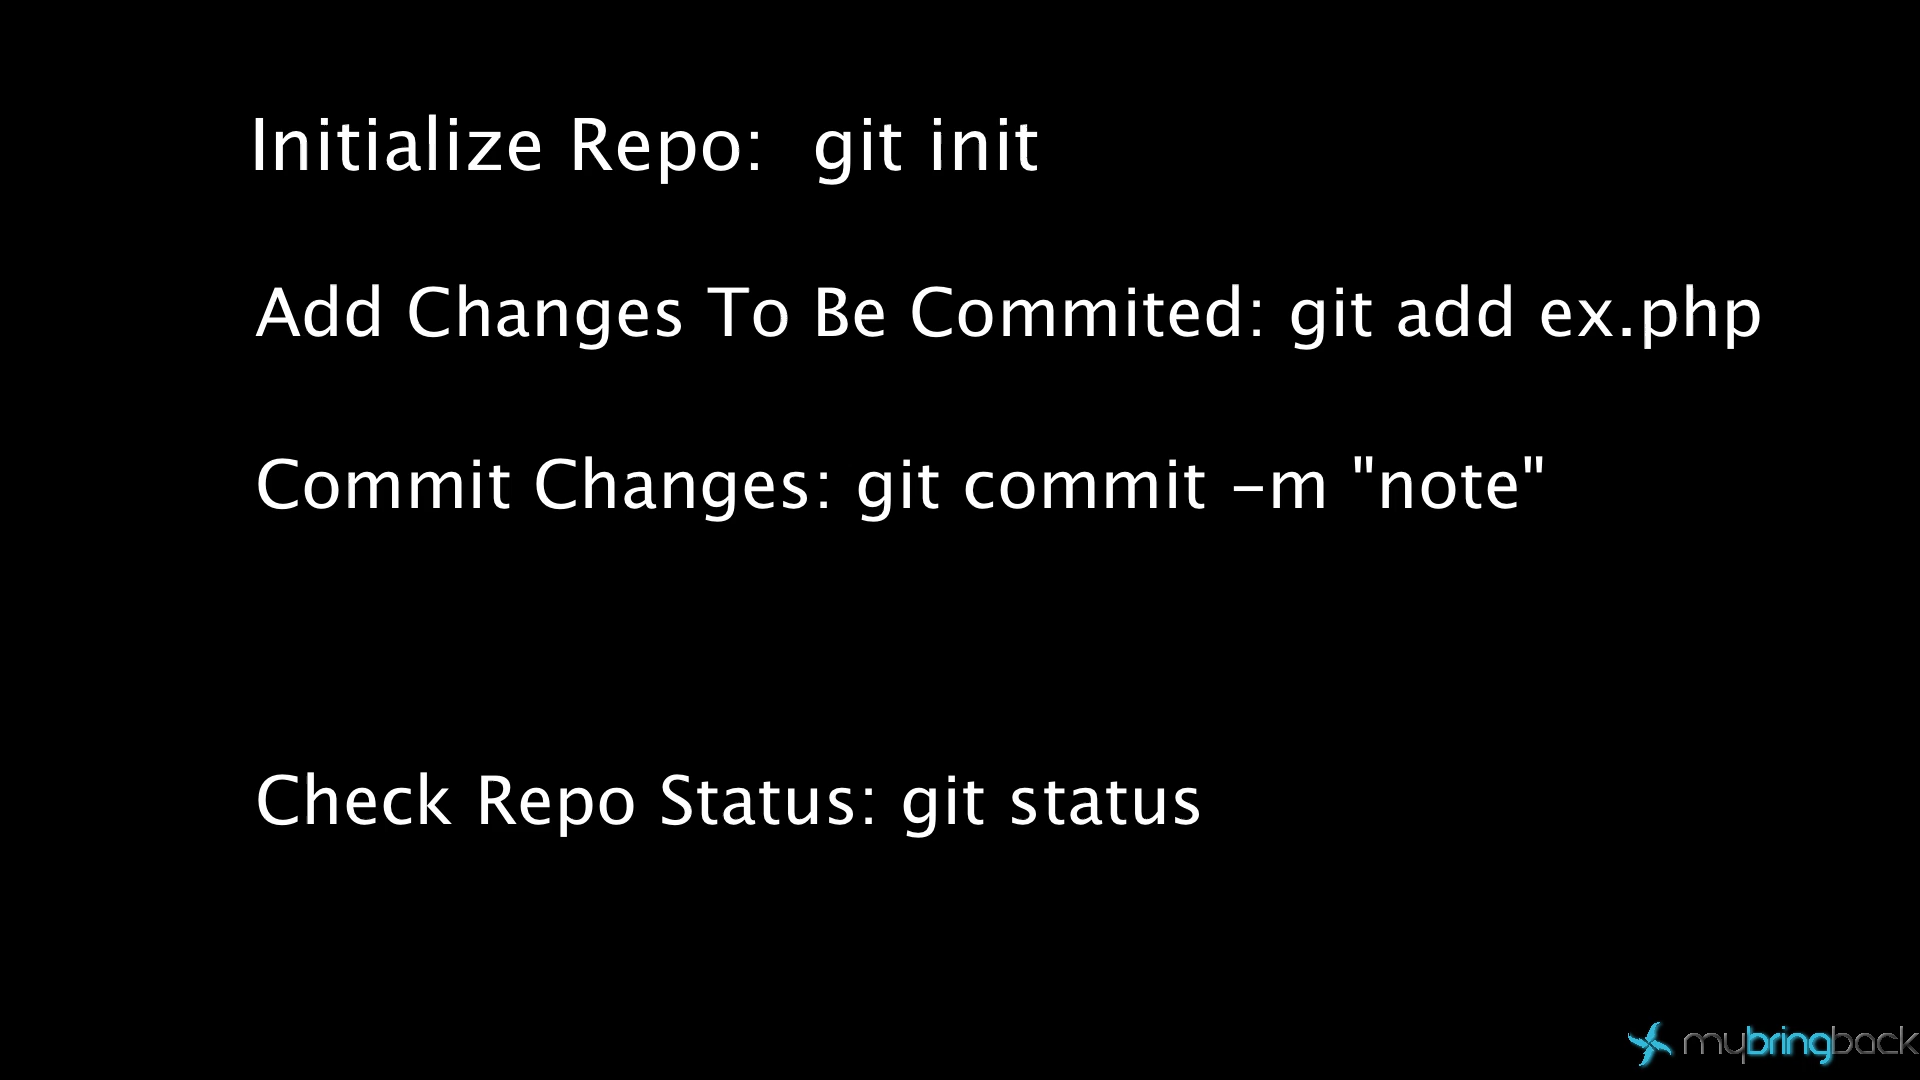 Initialize Repo:  git init
Add Changes To Be Commited: git add ex.php
Commit Changes: git commit -m "note"
Check Repo Status: git status
mybringback